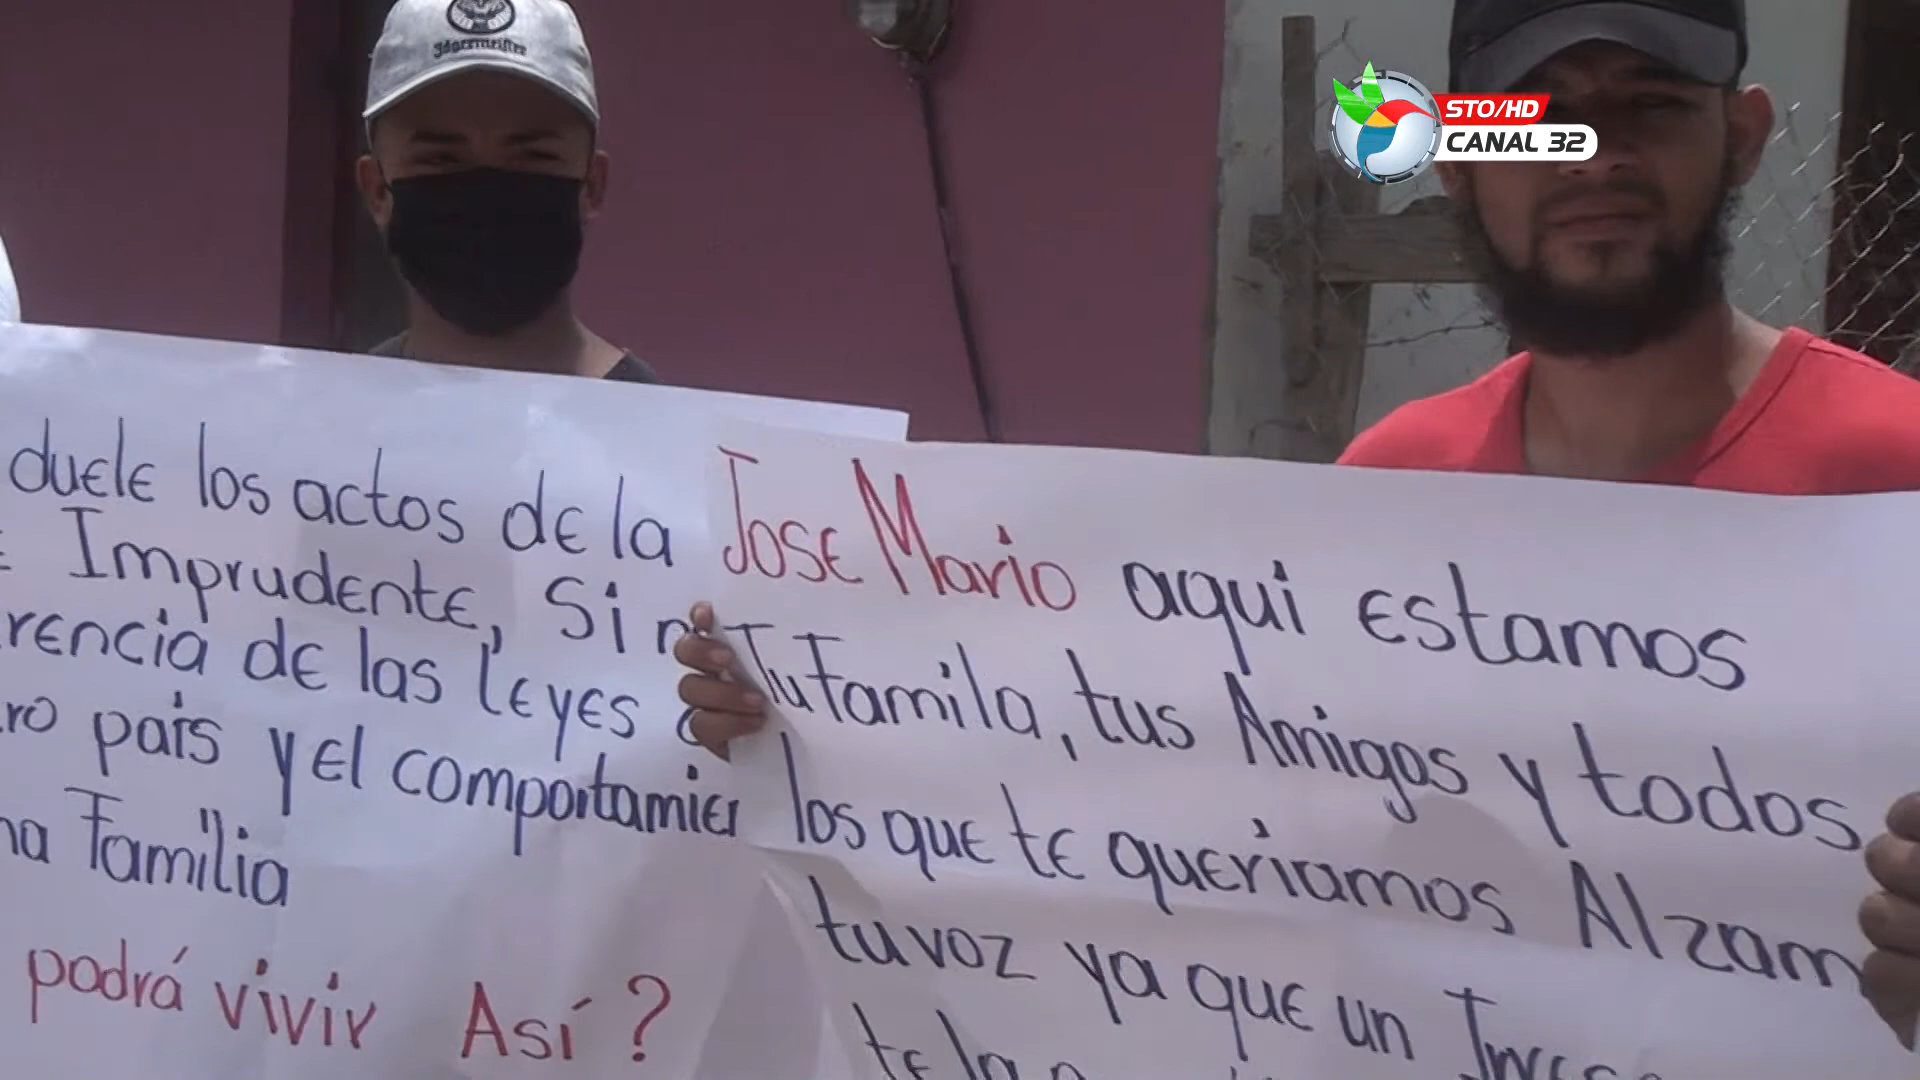 Jägermeister
STO/HD
CANAL 32
duele los actos de la
Imprudente, Si
rencia de las leyes
ro país y el comportamien
na Familia
podrá vivir Así?
Jose Mario aqui estamos
Tu Famila, tus Amigos y todos
los que te queriamos Alzam
tu voz ya que un
te